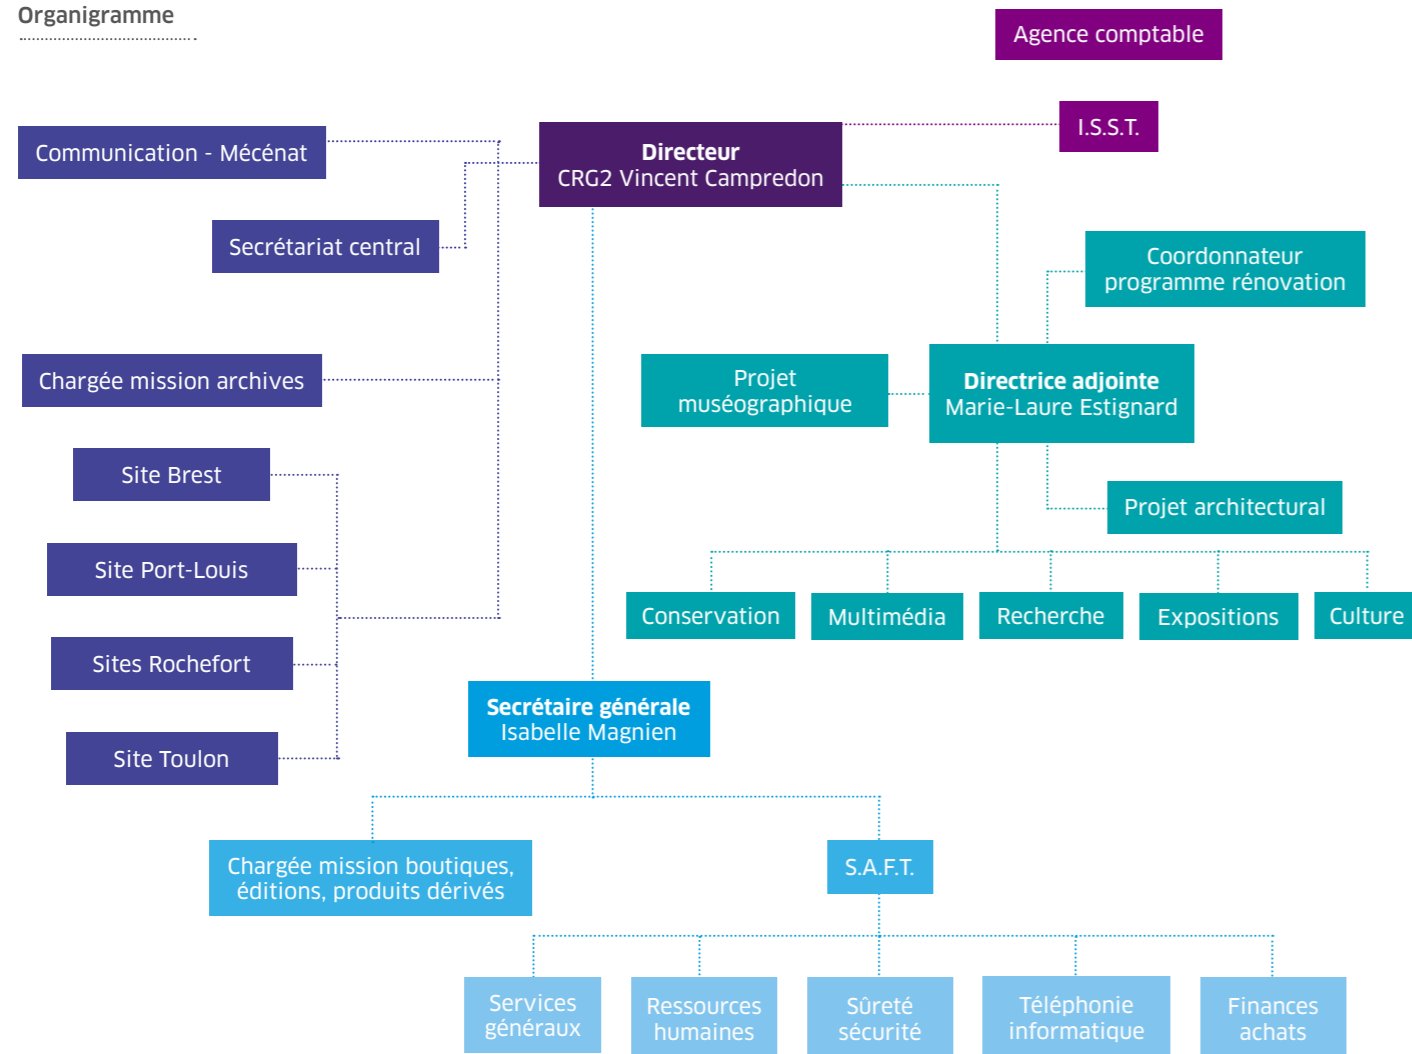 Organigramme
Agence comptable
I.S.S.T.
Directeur
CRG2 Vincent Campredon
Communication - Mécénat
Secrétariat central
Coordonnateur
programme rénovation
Chargée mission archives
Projet
muséographique
Directrice adjointe
Marie-Laure Estignard
Site Brest
Projet architectural
Site Port-Louis
Conservation
Multimédia
Recherche
Expositions
Culture
Sites Rochefort
Secrétaire générale
Isabelle Magnien
Site Toulon
Chargée mission boutiques,
éditions, produits dérivés
S.A.F.T.
Services
généraux
Ressources
humaines
Sûreté
sécurité
Téléphonie
informatique
Finances
achats